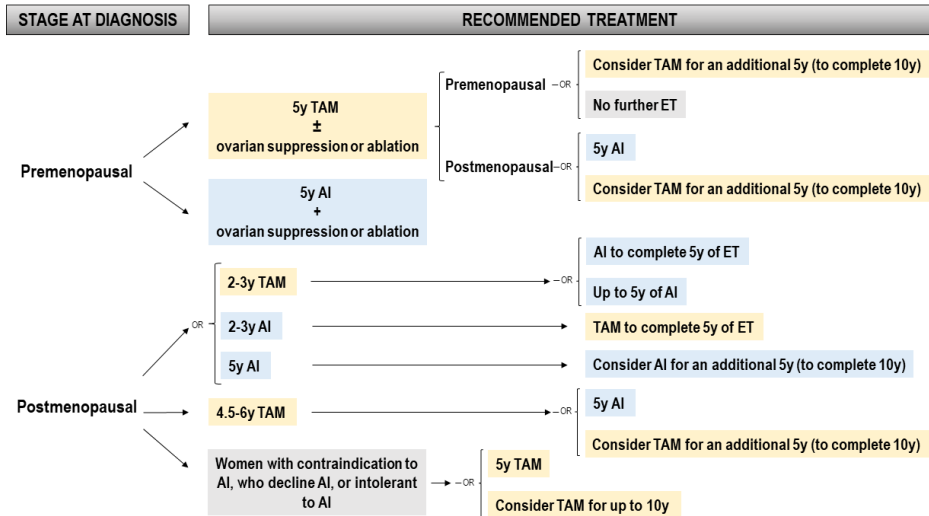 STAGE AT DIAGNOSIS
RECOMMENDED TREATMENT
Premenopausal
5y TAM
±
ovarian suppression or ablation
Premenopausal
OR
Consider TAM for an additional 5y (to complete 10y)
No further ET
Postmenopausal
OR
5y AI
Consider TAM for an additional 5y (to complete 10y)
5y AI
+
ovarian suppression or ablation
Postmenopausal
OR
2-3y TAM
OR
AI to complete 5y of ET
Up to 5y of AI
2-3y AI
TAM to complete 5y of ET
5y AI
Consider AI for an additional 5y (to complete 10y)
4.5-6y TAM
OR
5y AI
Consider TAM for an additional 5y (to complete 10y)
Women with contraindication to
AI, who decline AI, or intolerant
to AI
OR
5y TAM
Consider TAM for up to 10y